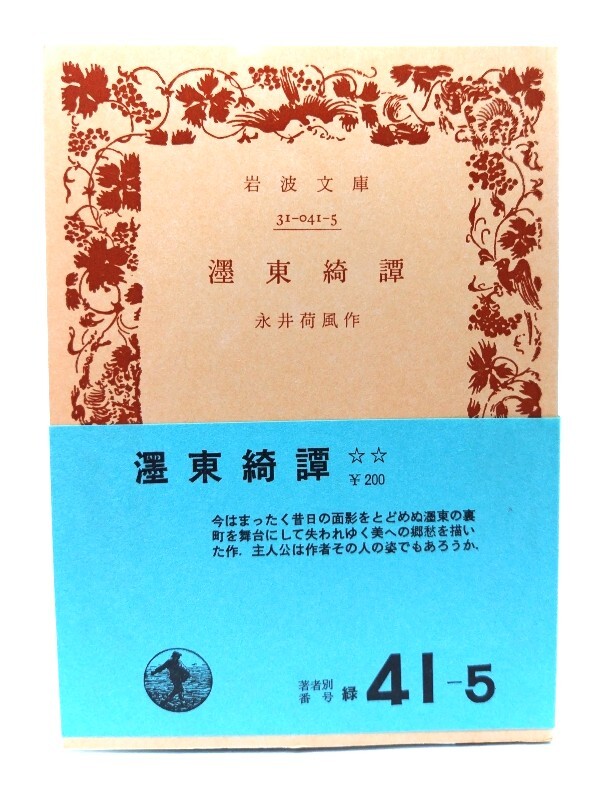 岩波文庫
31-041-5
濹東綺譚
永井荷風作
濹東綺譚 ☆☆
¥200
今はまったく昔日の面影をとどめぬ濹東の裏
町を舞台にして失われゆく美への郷愁を描い
た作．主人公は作者その人の姿でもあろうか．
著者別
番号 緑 41-5